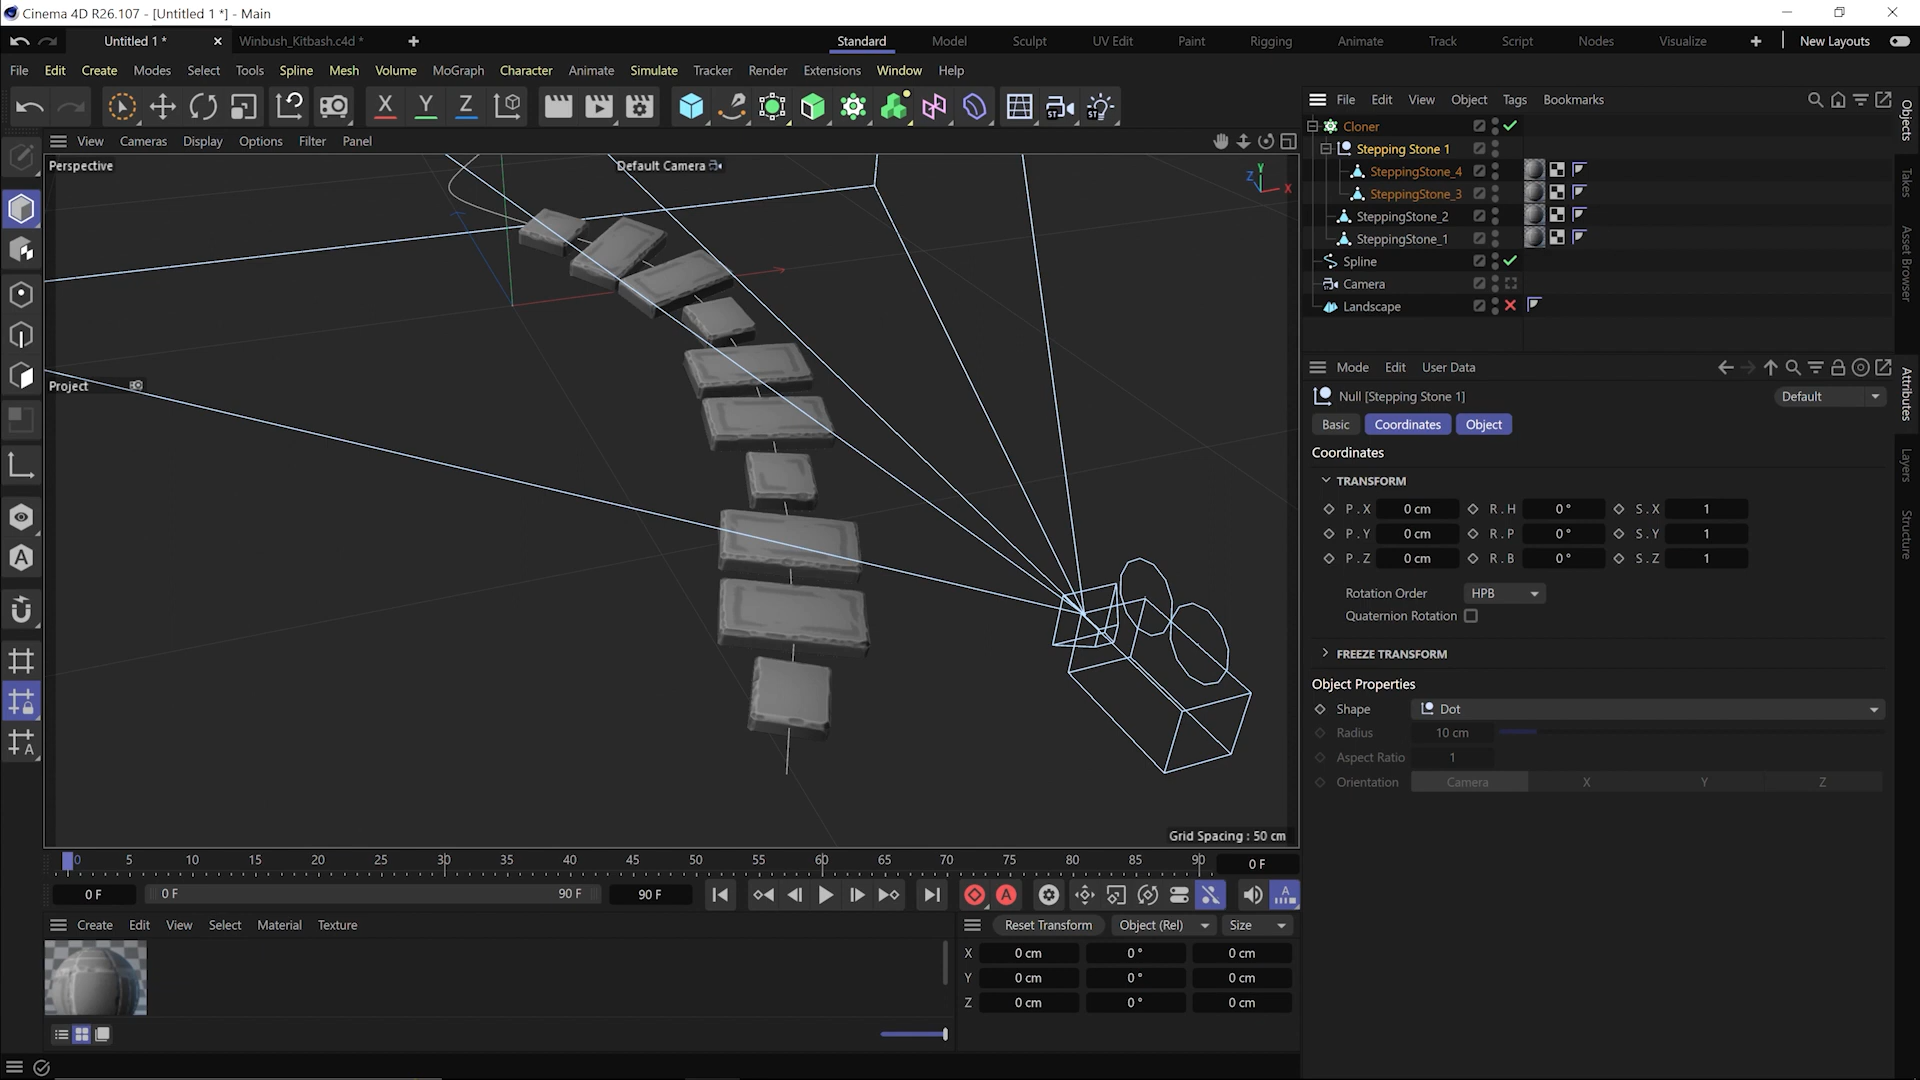 Cinema 4D R26.107 - [Untitled 1 *] - Main
Untitled 1 *
Winbush_Kitbash.c4d *
Standard
Model
Sculpt
UV Edit
Paint
Rigging
Animate
Track
Script
Nodes
Visualize
New Layouts
File Edit Create Modes Select Tools Spline Mesh Volume MoGraph Character Animate Simulate Tracker Render Extensions Window Help
X Y Z
ST ST
File Edit View Object Tags Bookmarks
Objects
Takes
Asset Browser
Attributes
Layers
Structure
View Cameras Display Options Filter Panel
Perspective
Default Camera
Y
Z
X
Project
Grid Spacing : 50 cm
A
A
Cloner
Stepping Stone 1
SteppingStone_4
SteppingStone_3
SteppingStone_2
SteppingStone_1
Spline
Camera
Landscape
Mode Edit User Data
Null [Stepping Stone 1]
Default
Basic Coordinates Object
Coordinates
TRANSFORM
P . X 0 cm R . H 0 ° S . X 1
P . Y 0 cm R . P 0 ° S . Y 1
P . Z 0 cm R . B 0 ° S . Z 1
Rotation Order HPB
Quaternion Rotation
FREEZE TRANSFORM
Object Properties
Shape Dot
Radius 10 cm
Aspect Ratio 1
Orientation Camera X Y Z
0 5 10 15 20 25 30 35 40 45 50 55 60 65 70 75 80 85 90 0 F
0 F 0 F 90 F 90 F
A A
Create Edit View Select Material Texture
Reset Transform Object (Rel) Size
X 0 cm 0 ° 0 cm
Y 0 cm 0 ° 0 cm
Z 0 cm 0 ° 0 cm